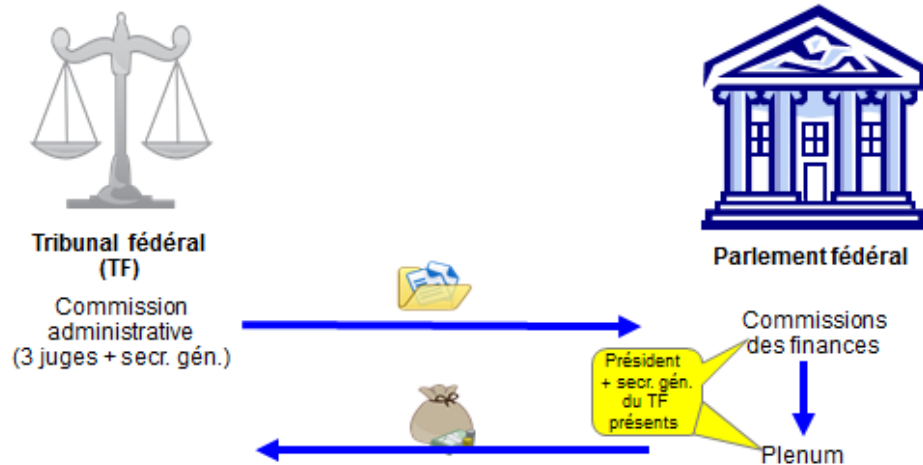 Tribunal fédéral
(TF)
Commission
administrative
(3 juges + secr. gén.)
Parlement fédéral
Commissions
des finances
Président
+ secr. gén.
du TF
présents
Plenum